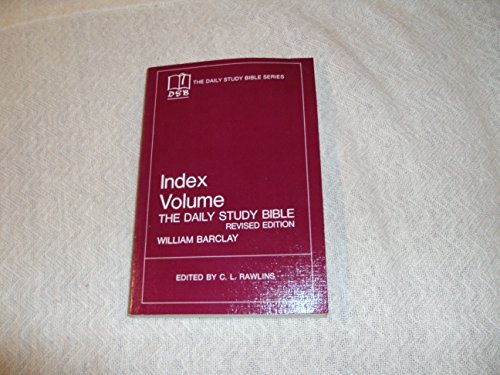 THE DAILY STUDY BIBLE SERIES
DSB
Index
Volume
THE DAILY STUDY BIBLE
REVISED EDITION
WILLIAM BARCLAY
EDITED BY C. L. RAWLINS